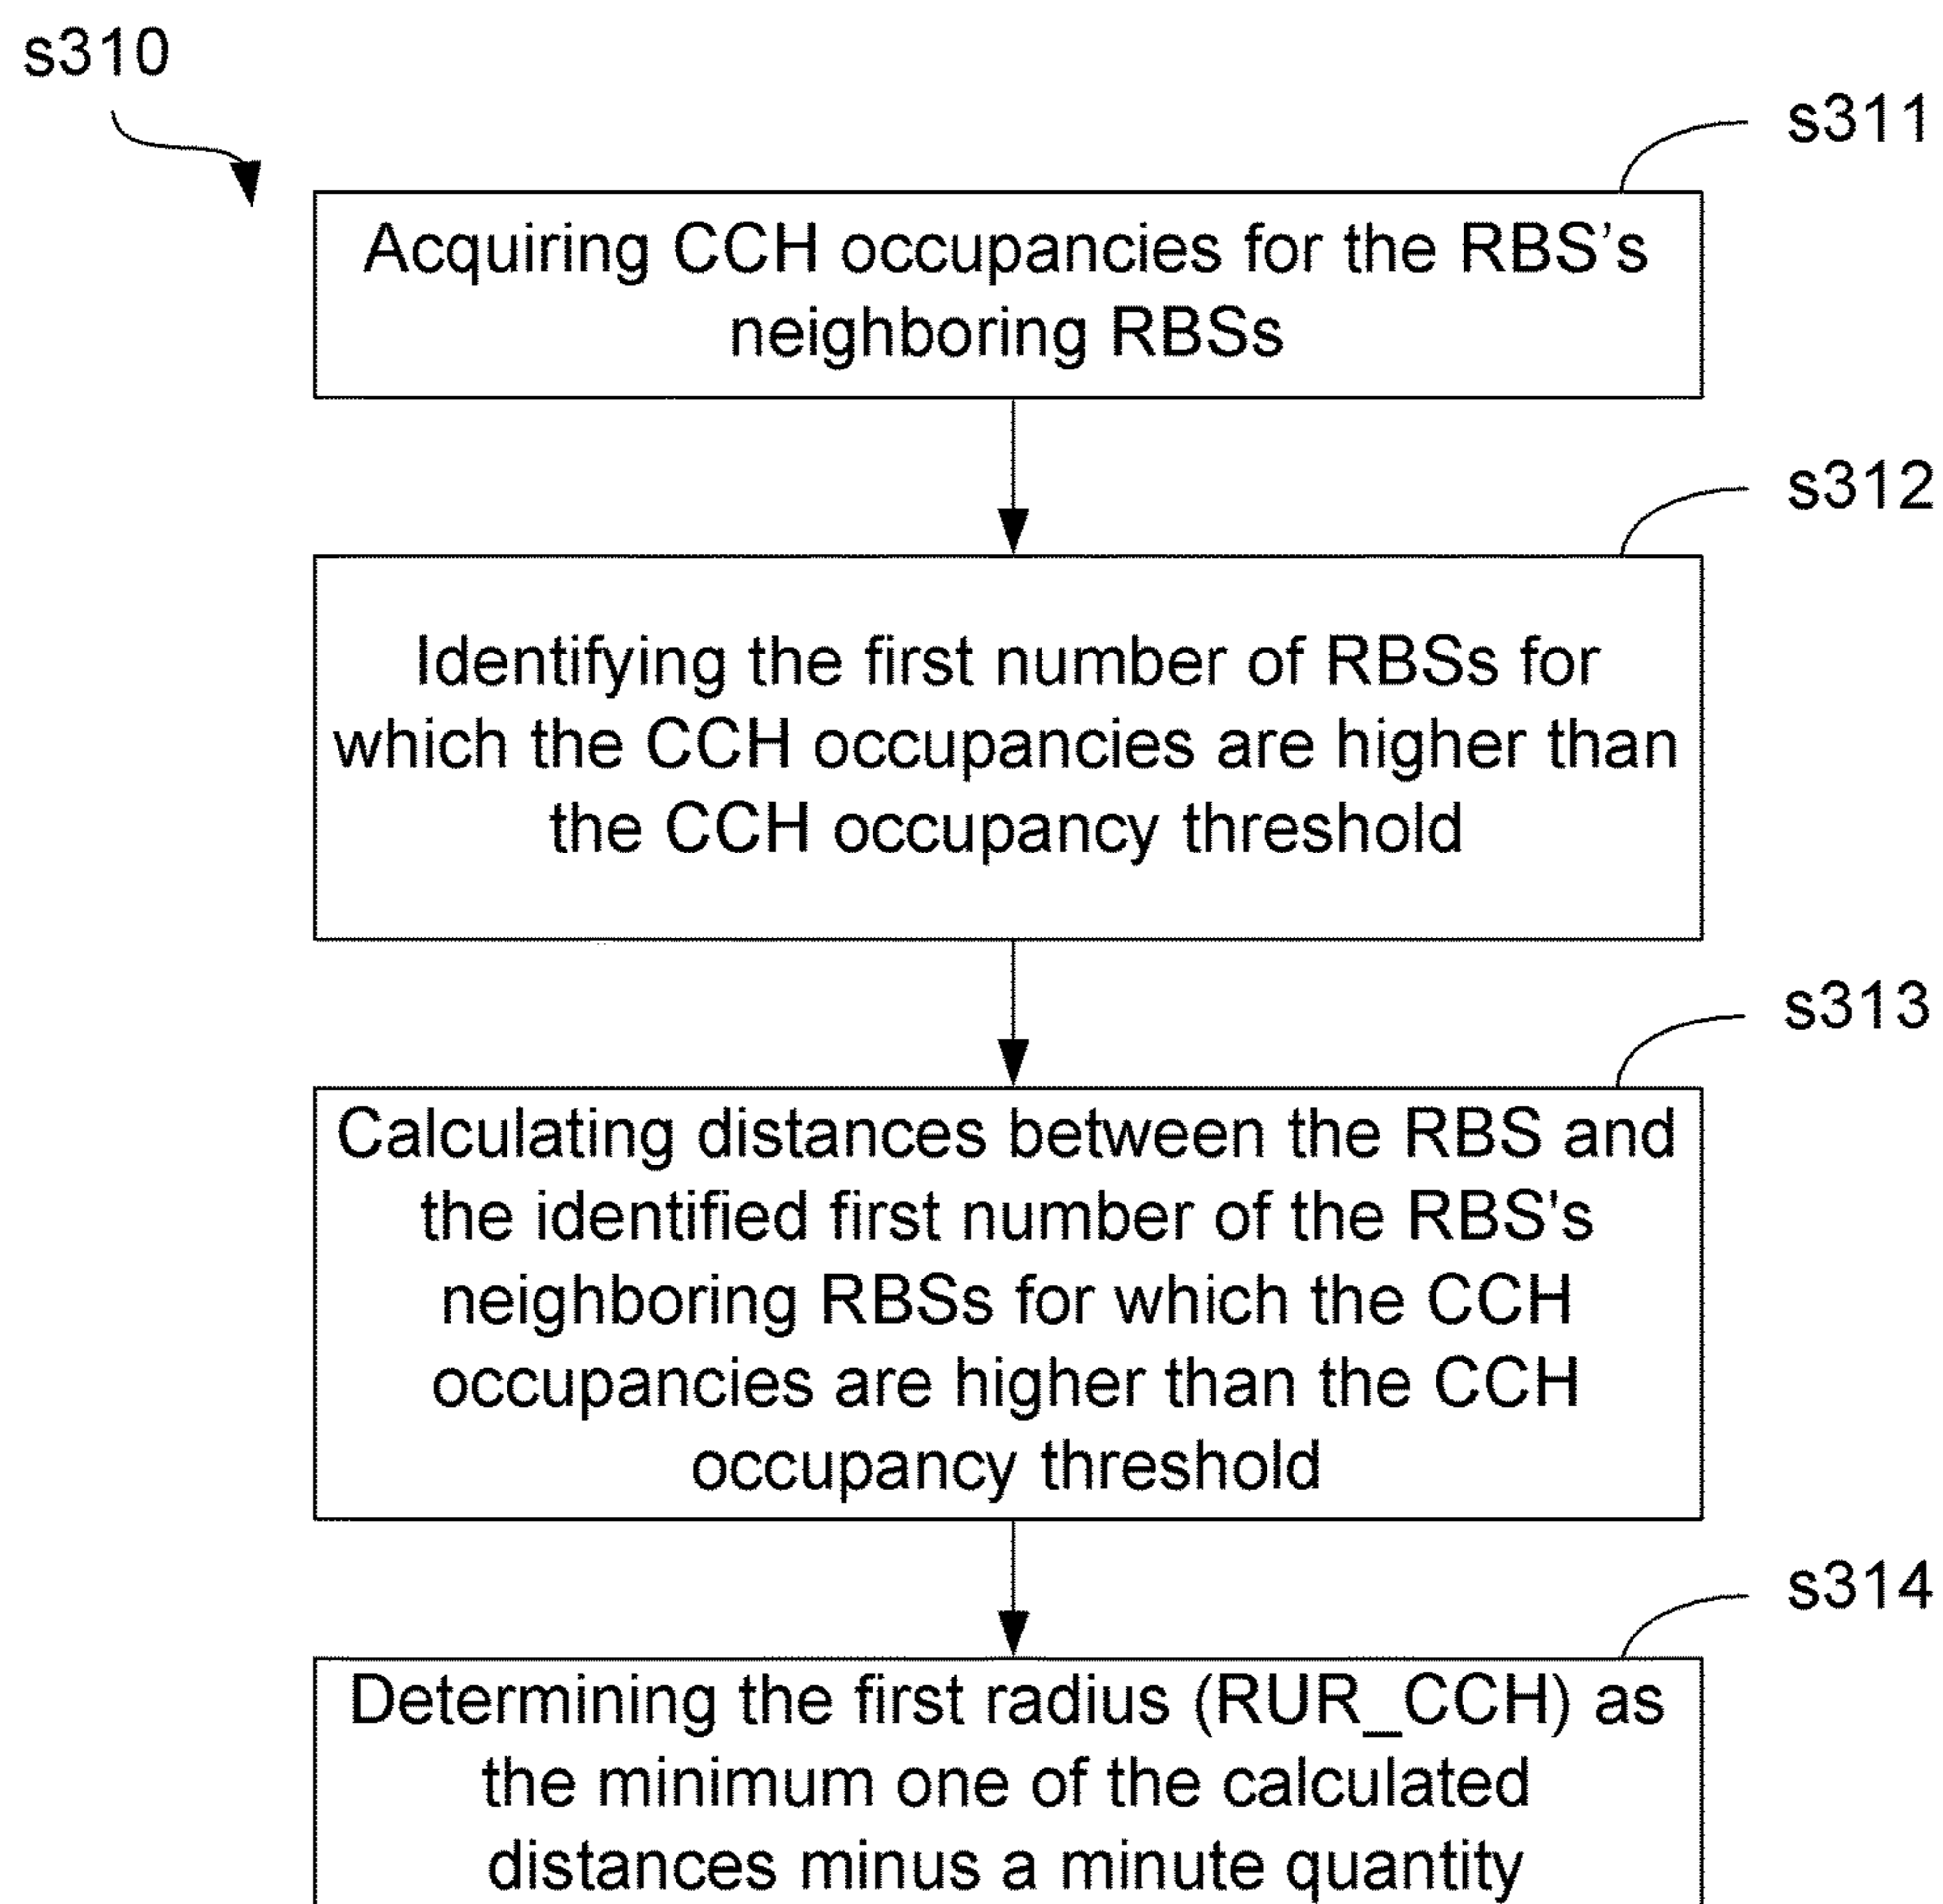 s310
s311
Acquiring CCH occupancies for the RBS's
neighboring RBSs
s312
Identifying the first number of RBSs for
which the CCH occupancies are higher than
the CCH occupancy threshold
s313
Calculating distances between the RBS and
the identified first number of the RBS's
neighboring RBSs for which the CCH
occupancies are higher than the CCH
occupancy threshold
s314
Determining the first radius (RUR_CCH) as
the minimum one of the calculated
distances minus a minute quantity